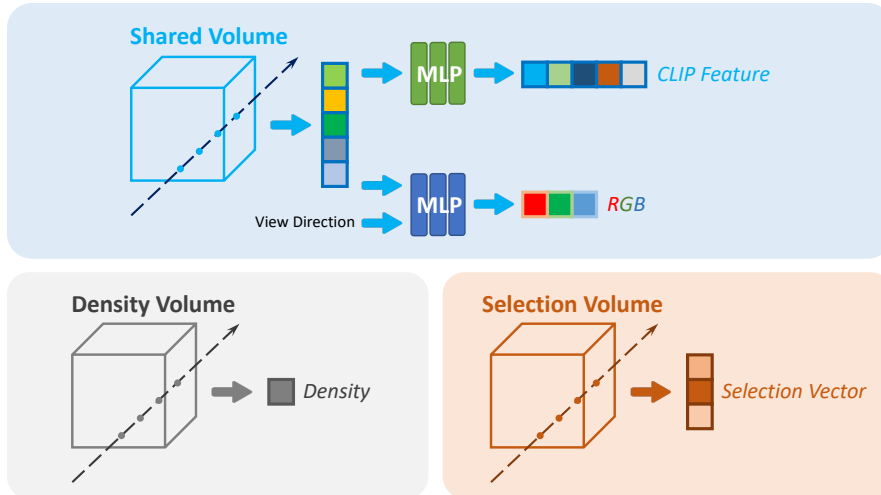 Shared Volume
MLP
CLIP Feature
View Direction
MLP
RGB
Density Volume
Density
Selection Volume
Selection Vector